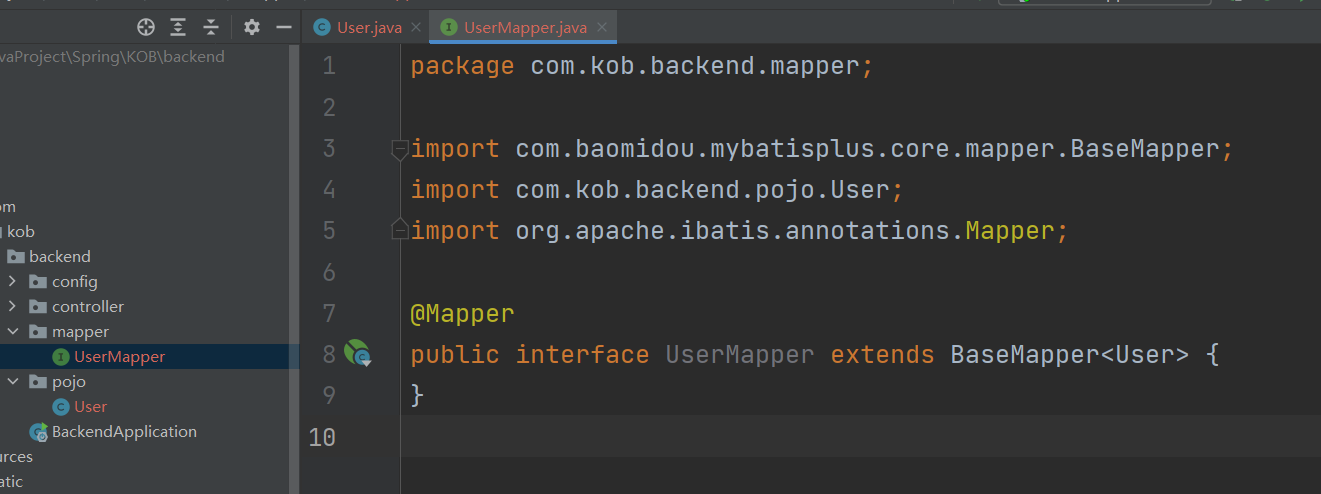 User.java
UserMapper.java
vaProject\Spring\KOB\backend
om
kob
backend
config
controller
mapper
UserMapper
pojo
User
BackendApplication
urces
atic
1 package com.kob.backend.mapper;
2
3 import com.baomidou.mybatisplus.core.mapper.BaseMapper;
4 import com.kob.backend.pojo.User;
5 import org.apache.ibatis.annotations.Mapper;
6
7 @Mapper
8 public interface UserMapper extends BaseMapper<User> {
9 }
10